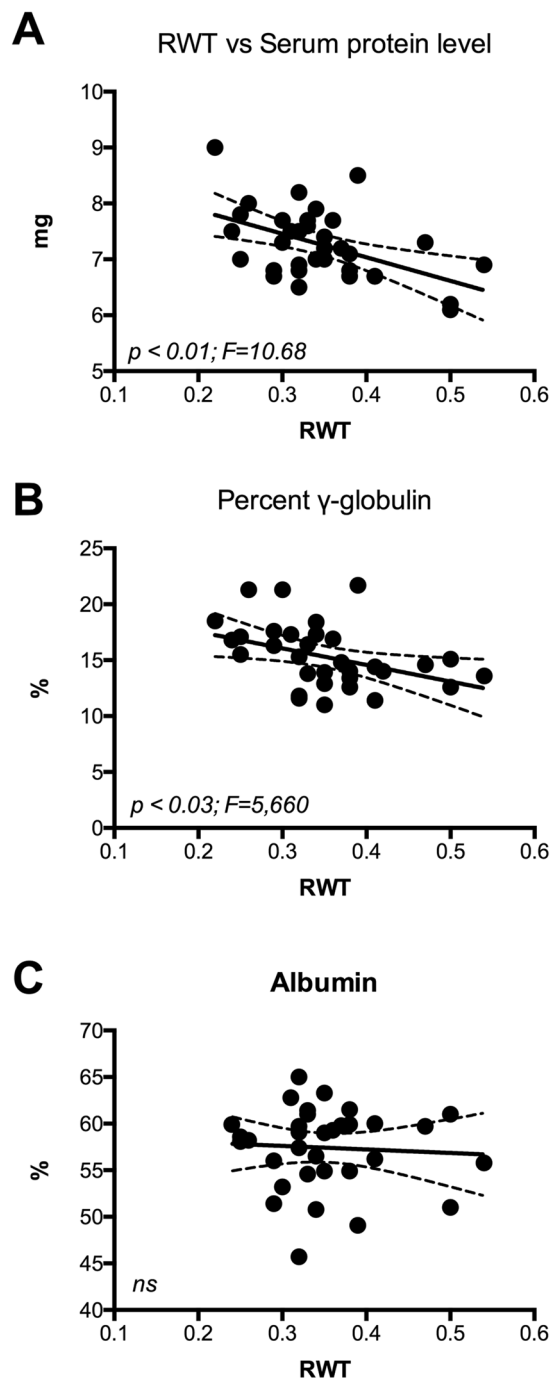 A
RWT vs Serum protein level
10
9
8
7
6
5
mg
p < 0.01; F=10.68
0.1 0.2 0.3 0.4 0.5 0.6
RWT
B
Percent γ-globulin
25
20
15
10
5
0
%
p < 0.03; F=5,660
0.1 0.2 0.3 0.4 0.5 0.6
RWT
C
Albumin
70
65
60
55
50
45
40
%
ns
0.1 0.2 0.3 0.4 0.5 0.6
RWT